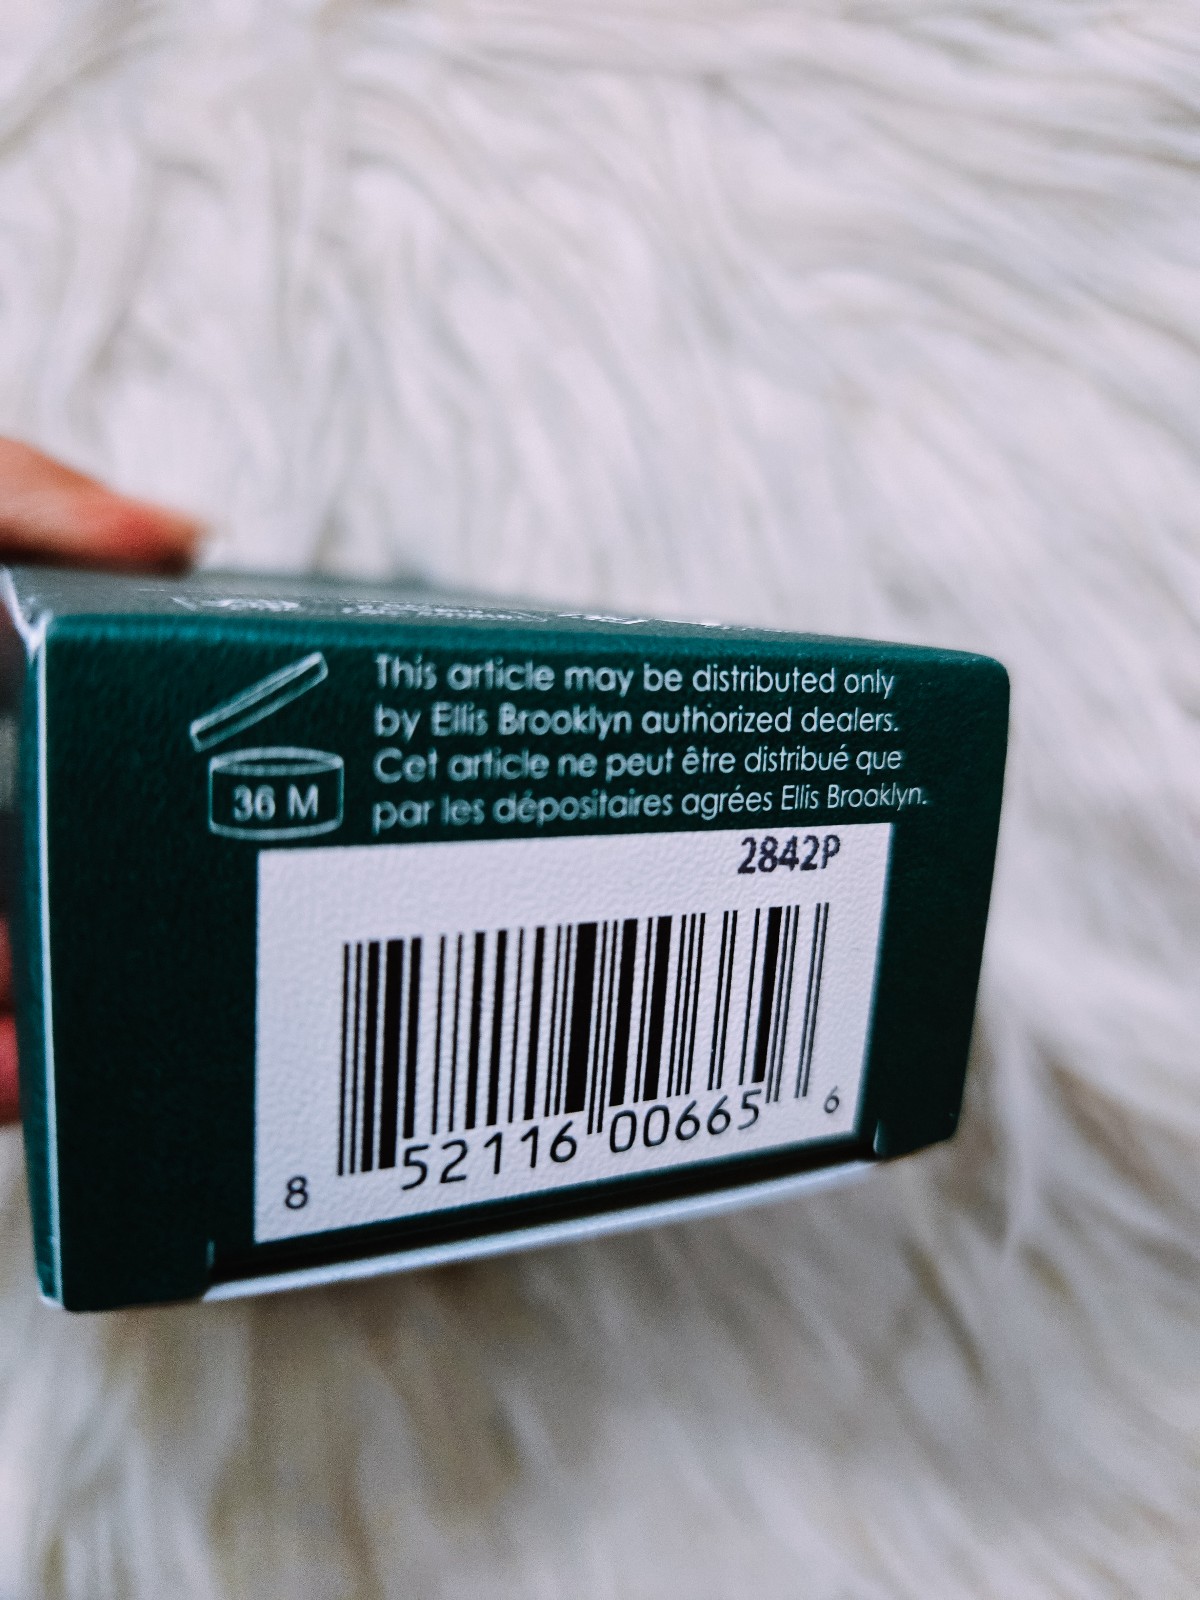 This article may be distributed only
by Ellis Brooklyn authorized dealers.
Cet article ne peut être distribué que
par les dépositaires agrées Ellis Brooklyn.
36 M
2842P
8 52116 00665 6